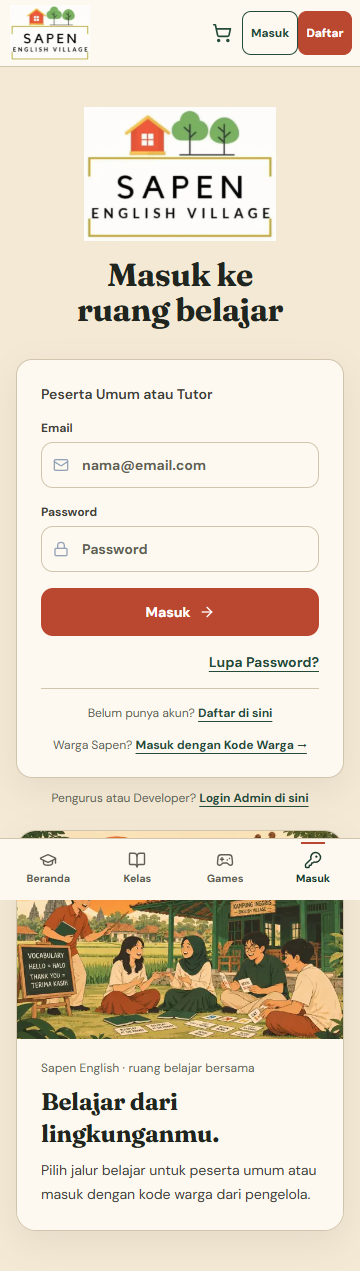 SAPEN
ENGLISH VILLAGE
Masuk
Daftar
SAPEN
ENGLISH VILLAGE
Masuk ke
ruang belajar
Peserta Umum atau Tutor
Email
nama@email.com
Password
Password
Masuk →
Lupa Password?
Belum punya akun? Daftar di sini
Warga Sapen? Masuk dengan Kode Warga →
Pengurus atau Developer? Login Admin di sini
Beranda
Kelas
Games
Masuk
KAMPUNG INGGRIS
ENGLISH VILLAGE
VOCABULARY
HELLO = HALO
THANK YOU =
TERIMA KASIH
Sapen English · ruang belajar bersama
Belajar dari
lingkunganmu.
Pilih jalur belajar untuk peserta umum atau
masuk dengan kode warga dari pengelola.